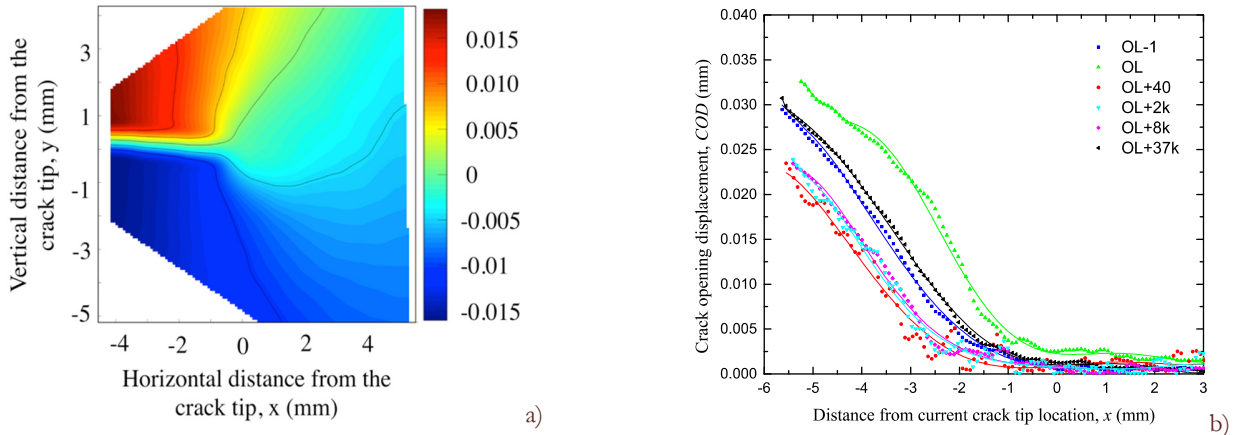 3
1
-1
-3
-5
-4
-2
0
2
4
Vertical distance from the
crack tip, y (mm)
Horizontal distance from the
crack tip, x (mm)
0.015
0.01
0.005
0
-0.005
-0.01
-0.015
a)
0.040
0.035
0.030
0.025
0.020
0.015
0.010
0.005
0.000
-6
-5
-4
-3
-2
-1
0
1
2
3
Crack opening displacement, COD (mm)
Distance from current crack tip location, x (mm)
OL-1
OL
OL+40
OL+2k
OL+8k
OL+37k
b)